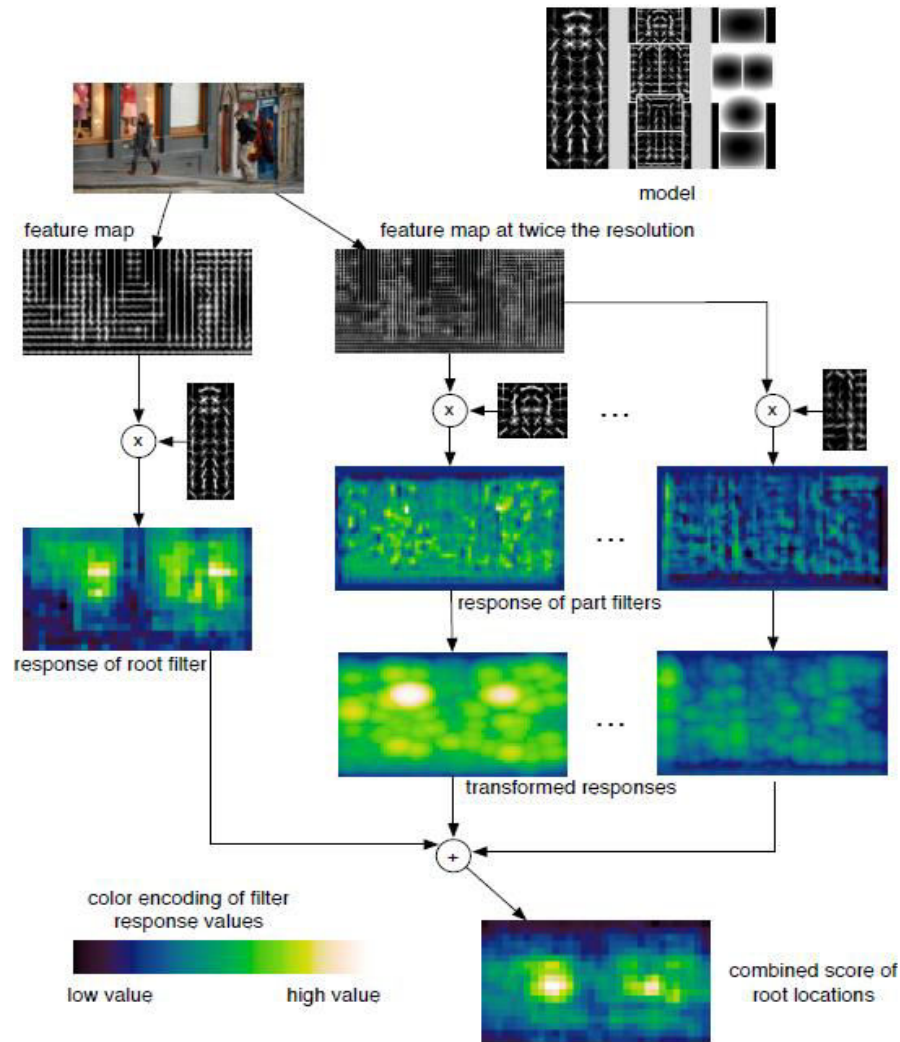 model
feature map
feature map at twice the resolution
x
x
...
x
...
response of part filters
response of root filter
...
transformed responses
+
color encoding of filter
response values
low value
high value
combined score of
root locations